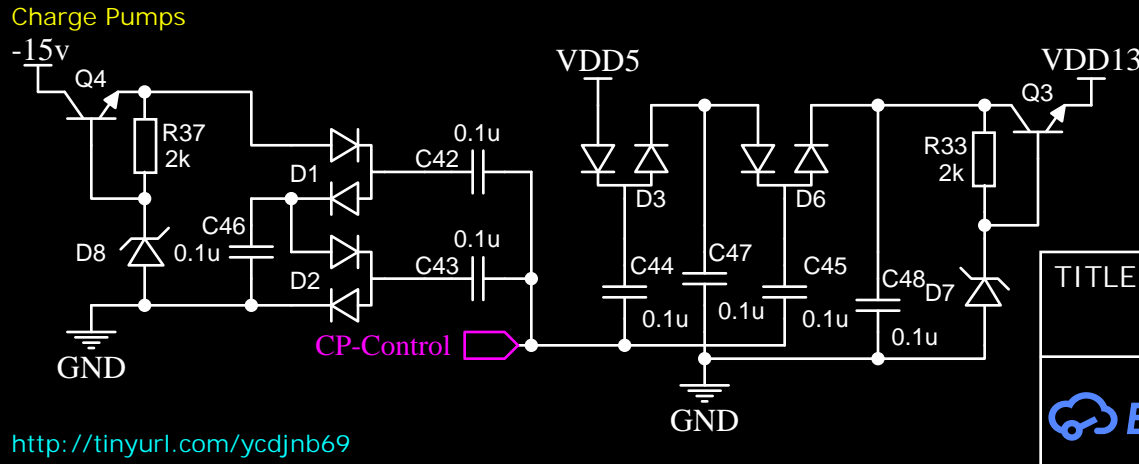 Charge Pumps
-15v
Q4
R37
2k
D1
D8
C46
0.1u
D2
GND
0.1u
C42
0.1u
C43
CP-Control
VDD5
D3
C44
0.1u
C47
0.1u
D6
C45
0.1u
C48
0.1u
GND
VDD13
Q3
R33
2k
D7
TITLE
http://tinyurl.com/ycdjnb69